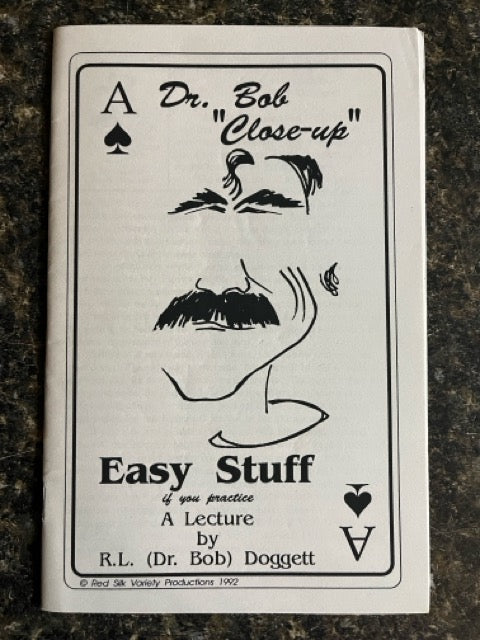 A
Dr. Bob
"Close-up"
Easy Stuff
if you practice
A Lecture
by
R.L. (Dr. Bob) Doggett
A
© Red Silk Variety Productions 1992